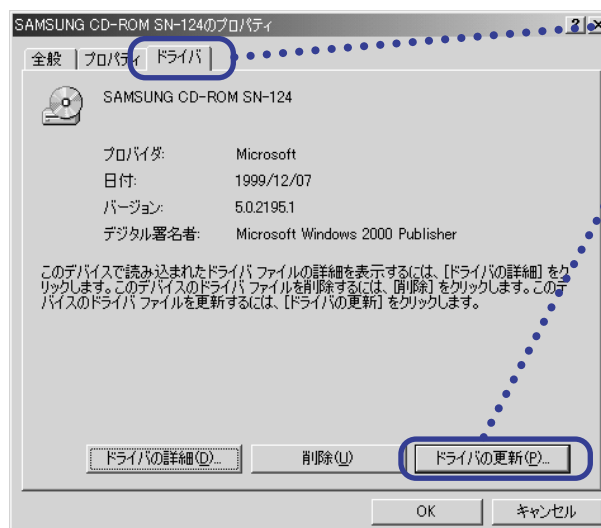 SAMSUNG CD-ROM SN-124のプロパティ
全般 プロパティ ドライバ
SAMSUNG CD-ROM SN-124
プロバイダ: Microsoft
日付: 1999/12/07
バージョン: 5.0.2195.1
デジタル署名者: Microsoft Windows 2000 Publisher
このデバイスで読み込まれたドライバ ファイルの詳細を表示するには、[ドライバの詳細] をク
リックします。このデバイスのドライバ ファイルを削除するには、[削除] をクリックします。このデ
バイスのドライバ ファイルを更新するには、[ドライバの更新] をクリックします。
ドライバの詳細(D)... 削除(U) ドライバの更新(P)...
OK キャンセル